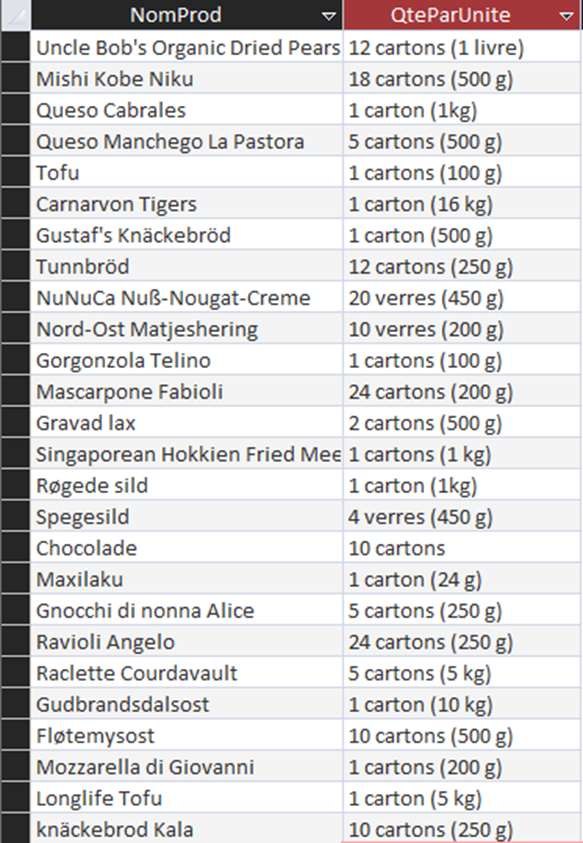 NomProd QteParUnite
Uncle Bob's Organic Dried Pears 12 cartons (1 livre)
Mishi Kobe Niku 18 cartons (500 g)
Queso Cabrales 1 carton (1kg)
Queso Manchego La Pastora 5 cartons (500 g)
Tofu 1 cartons (100 g)
Carnarvon Tigers 1 carton (16 kg)
Gustaf's Knäckebröd 1 carton (500 g)
Tunnbröd 12 cartons (250 g)
NuNuCa Nuß-Nougat-Creme 20 verres (450 g)
Nord-Ost Matjeshering 10 verres (200 g)
Gorgonzola Telino 1 cartons (100 g)
Mascarpone Fabioli 24 cartons (200 g)
Gravad lax 2 cartons (500 g)
Singaporean Hokkien Fried Mee 1 cartons (1 kg)
Røgede sild 1 carton (1kg)
Spegesild 4 verres (450 g)
Chocolade 10 cartons
Maxilaku 1 carton (24 g)
Gnocchi di nonna Alice 5 cartons (250 g)
Ravioli Angelo 24 cartons (250 g)
Raclette Courdavault 5 cartons (5 kg)
Gudbrandsdalsost 1 carton (10 kg)
Fløtemysost 10 cartons (500 g)
Mozzarella di Giovanni 1 cartons (200 g)
Longlife Tofu 1 carton (5 kg)
knäckebrod Kala 10 cartons (250 g)